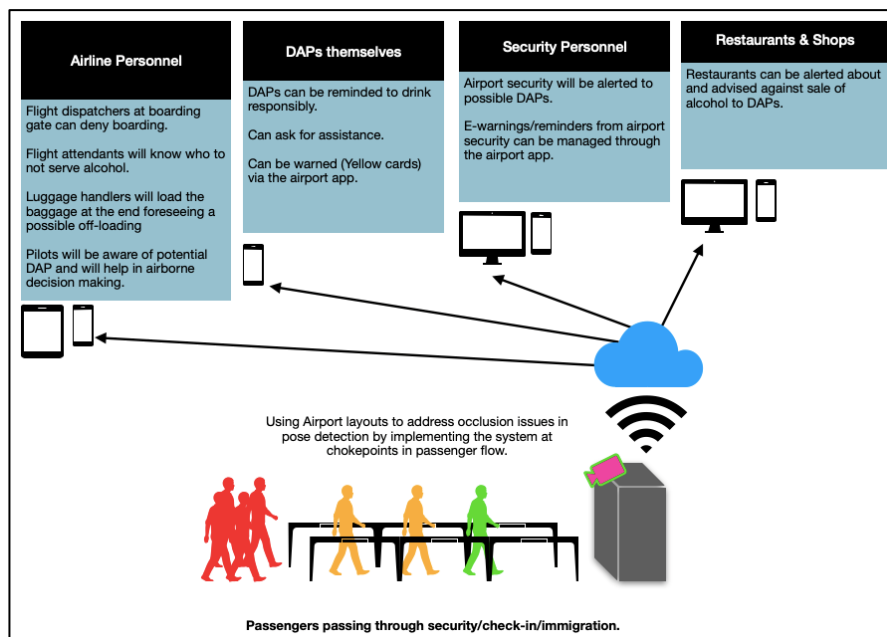 Airline Personnel
Flight dispatchers at boarding
gate can deny boarding.
Flight attendants will know who to
not serve alcohol.
Luggage handlers will load the
baggage at the end foreseeing a
possible off-loading
Pilots will be aware of potential
DAP and will help in airborne
decision making.
DAPs themselves
DAPs can be reminded to drink
responsibly.
Can ask for assistance.
Can be warned (Yellow cards)
via the airport app.
Security Personnel
Airport security will be alerted to
possible DAPs.
E-warnings/reminders from airport
security can be managed through
the airport app.
Restaurants & Shops
Restaurants can be alerted about
and advised against sale of
alcohol to DAPs.
Using Airport layouts to address occlusion issues in
pose detection by implementing the system at
chokepoints in passenger flow.
Passengers passing through security/check-in/immigration.